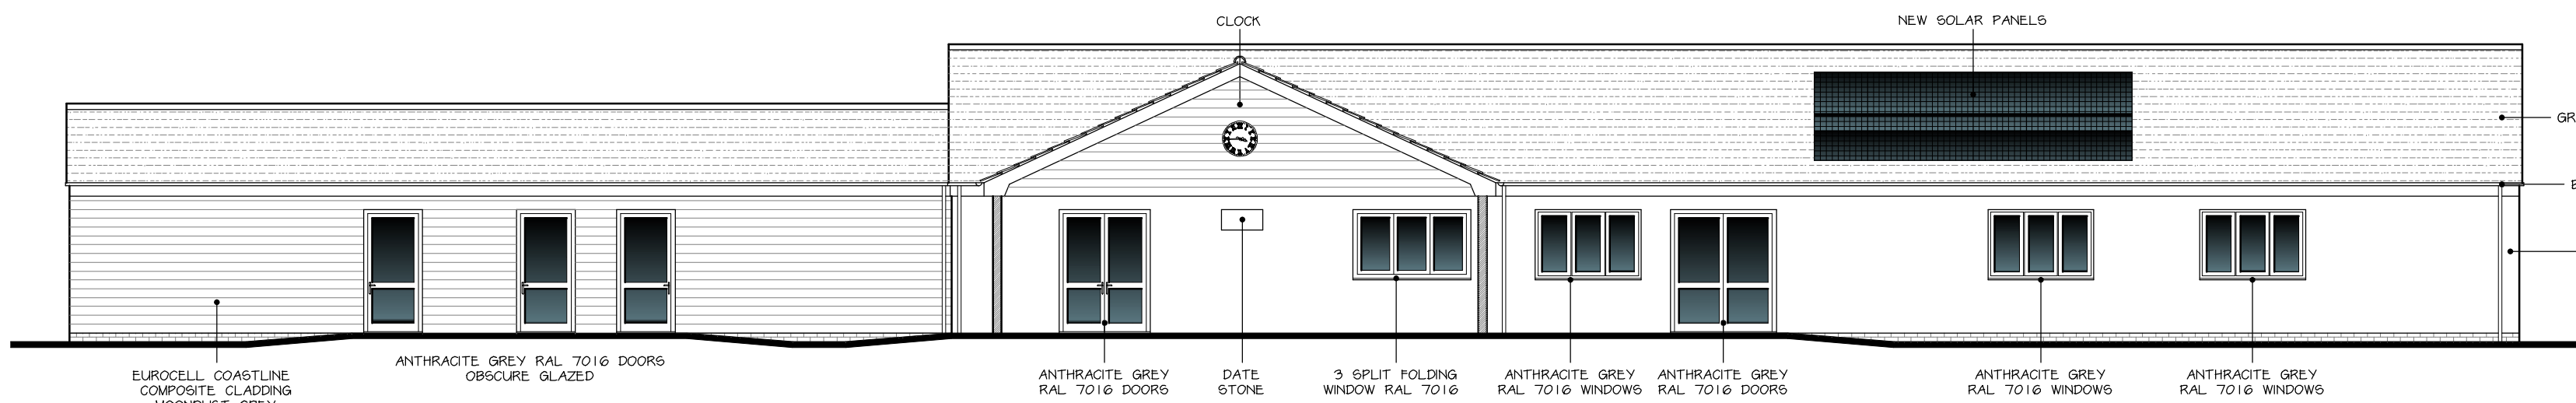 CLOCK
NEW SOLAR PANELS
EUROCELL COASTLINE
COMPOSITE CLADDING
ANTHRACITE GREY RAL 7016 DOORS
OBSCURE GLAZED
ANTHRACITE GREY
RAL 7016 DOORS
DATE
STONE
3 SPLIT FOLDING
WINDOW RAL 7016
ANTHRACITE GREY
RAL 7016 WINDOWS
ANTHRACITE GREY
RAL 7016 DOORS
ANTHRACITE GREY
RAL 7016 WINDOWS
ANTHRACITE GREY
RAL 7016 WINDOWS